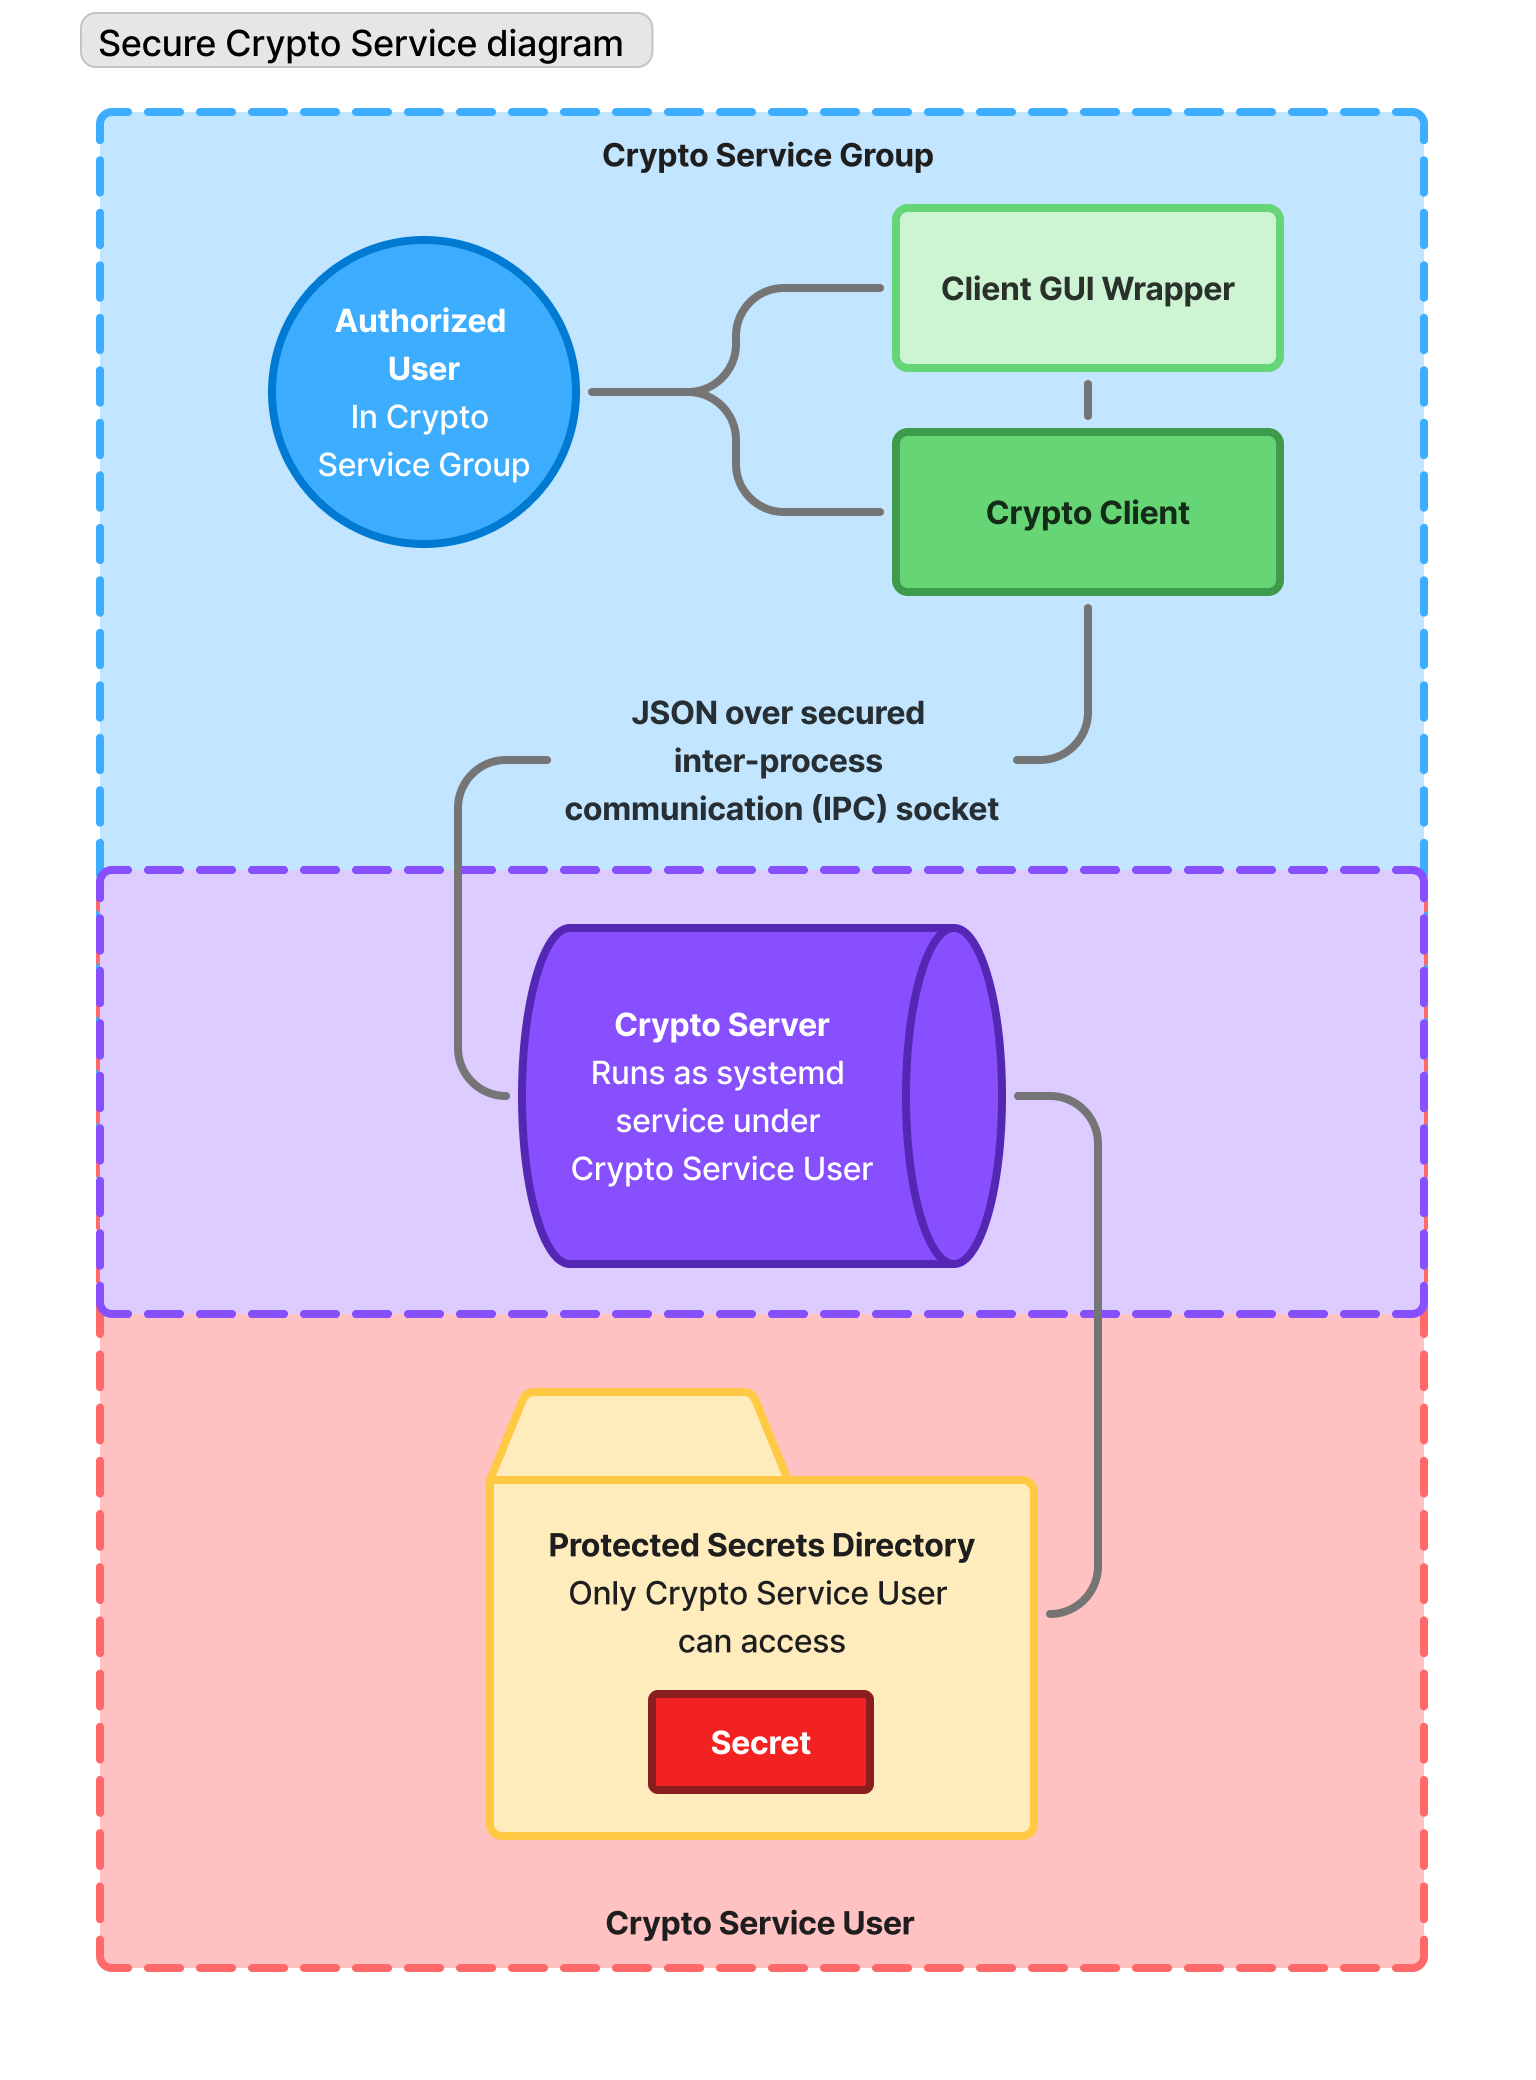 Secure Crypto Service diagram
Crypto Service Group
Authorized
User
In Crypto
Service Group
Client GUI Wrapper
Crypto Client
JSON over secured
inter-process
communication (IPC) socket
Crypto Server
Runs as systemd
service under
Crypto Service User
Protected Secrets Directory
Only Crypto Service User
can access
Secret
Crypto Service User